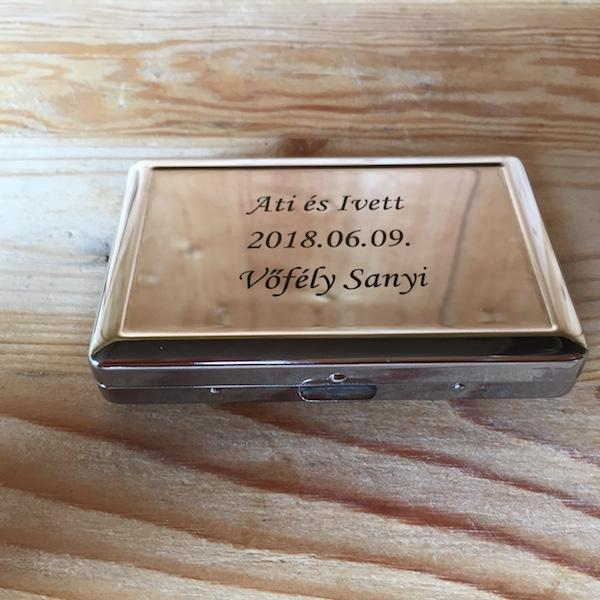 Ati és Ivett
2018.06.09.
Vőfély Sanyi